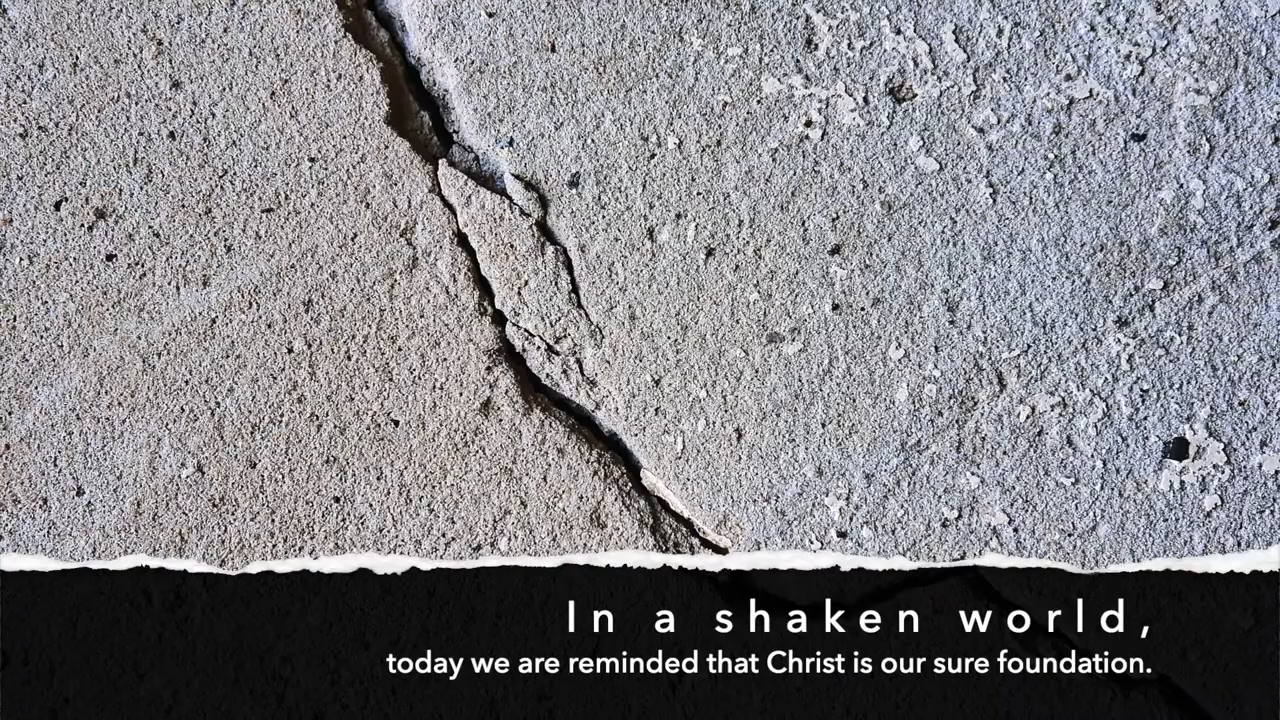 In a shaken world,
today we are reminded that Christ is our sure foundation.